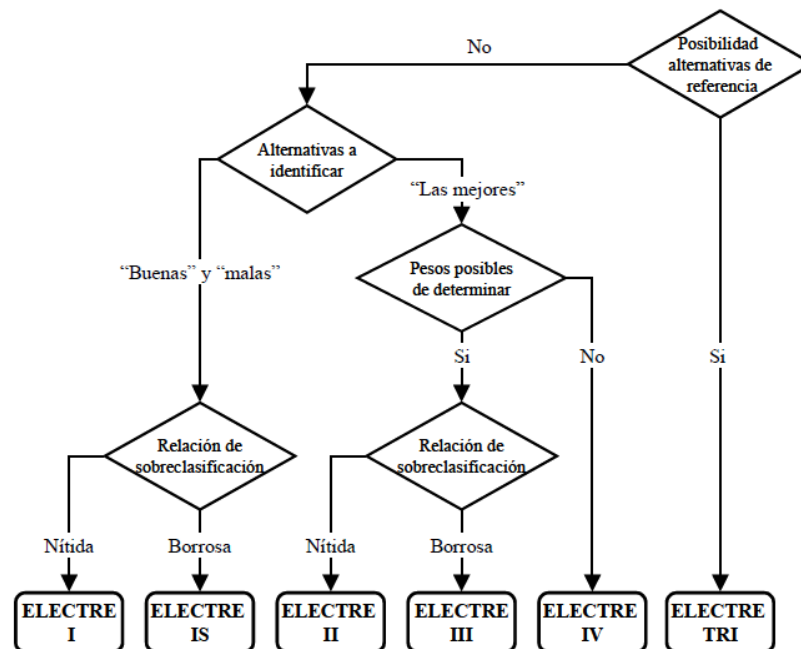 No
Posibilidad
alternativas de
referencia
Alternativas a
identificar
“Las mejores”
“Buenas” y “malas”
Pesos posibles
de determinar
Si
No
Si
Relación de
sobreclasificación
Relación de
sobreclasificación
Nítida
Borrosa
Nítida
Borrosa
ELECTRE
I
ELECTRE
IS
ELECTRE
II
ELECTRE
III
ELECTRE
IV
ELECTRE
TRI